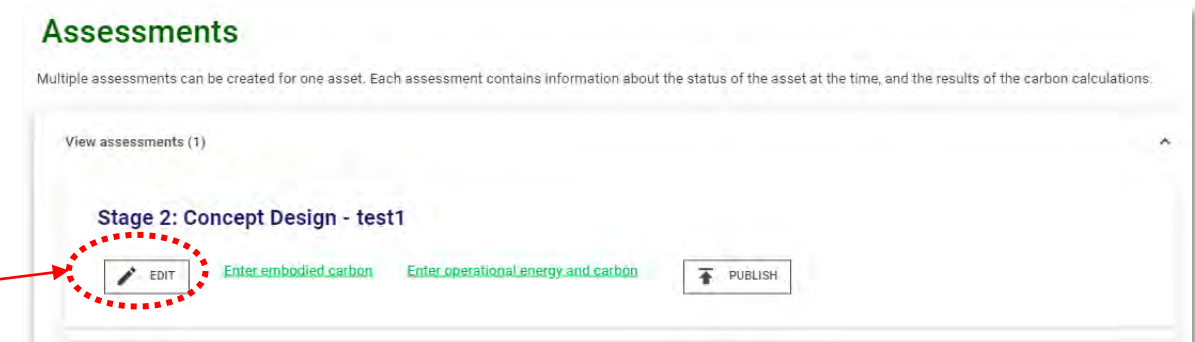 Assessments
Multiple assessments can be created for one asset. Each assessment contains information about the status of the asset at the time, and the results of the carbon calculations.
View assessments (1)
Stage 2: Concept Design - test1
EDIT Enter embodied carbon Enter operational energy and carbon PUBLISH